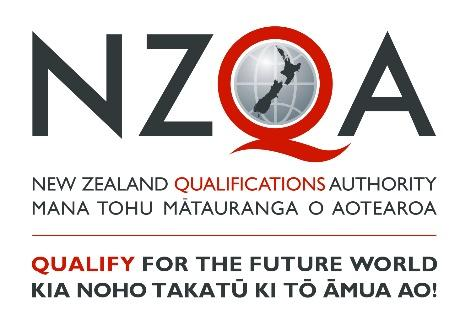 NZQA
NEW ZEALAND QUALIFICATIONS AUTHORITY
MANA TOHU MĀTAURANGA O AOTEAROA
QUALIFY FOR THE FUTURE WORLD
KIA NOHO TAKATŪ KI TŌ ĀMUA AO!